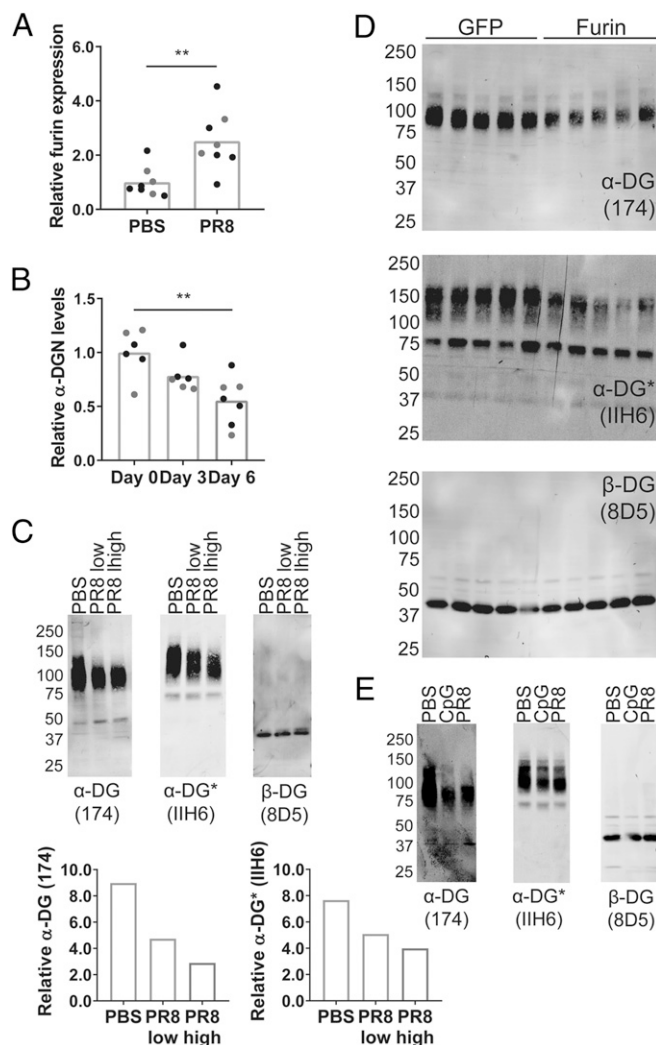 A
**
Relative furin expression
6.0
4.0
2.0
0.0
PBS
PR8
B
**
Relative α-DGN levels
1.5
1.0
0.5
0.0
Day 0
Day 3
Day 6
C
PBS
PR8 low
PR8 lhigh
PBS
PR8 low
PR8 lhigh
PBS
PR8 low
PR8 lhigh
250
150
100
75
50
37
25
α-DG
(174)
α-DG*
(IIH6)
β-DG
(8D5)
Relative α-DG (174)
10.0
8.0
6.0
4.0
2.0
0.0
PBS
PR8
PR8
low
high
Relative α-DG* (IIH6)
10.0
8.0
6.0
4.0
2.0
0.0
PBS
PR8
PR8
low
high
D
GFP
Furin
250
150
100
75
50
37
25
α-DG
(174)
250
150
100
75
50
37
25
α-DG*
(IIH6)
250
150
100
75
50
37
25
β-DG
(8D5)
E
PBS
CpG
PR8
PBS
CpG
PR8
PBS
CpG
PR8
250
150
100
75
50
37
25
α-DG
(174)
α-DG*
(IIH6)
β-DG
(8D5)